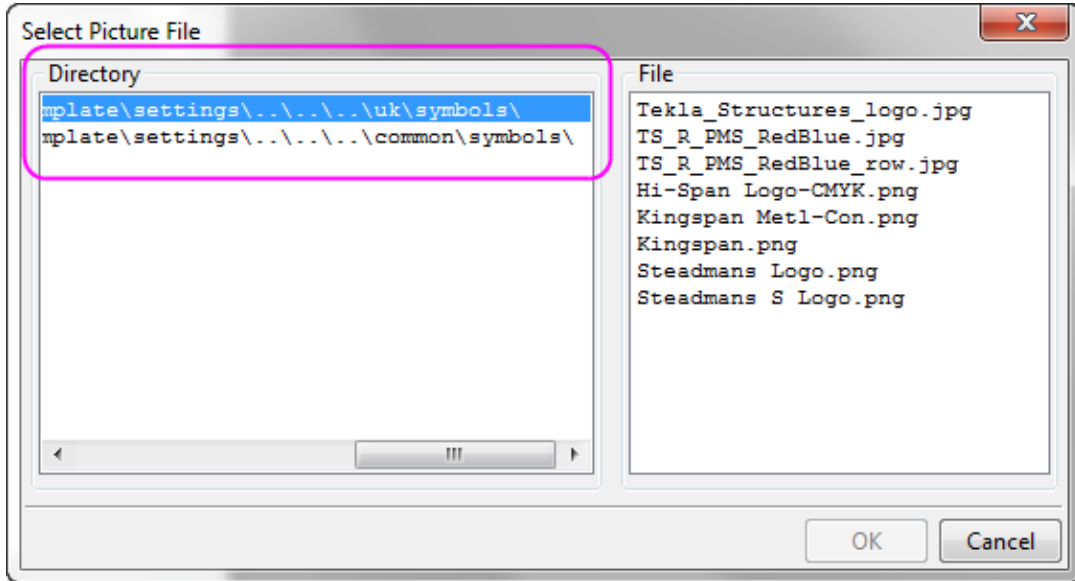 Select Picture File
Directory
mplate\settings\..\..\..\uk\symbols\
mplate\settings\..\..\..\common\symbols\
File
Tekla_Structures_logo.jpg
TS_R_PMS_RedBlue.jpg
TS_R_PMS_RedBlue_row.jpg
Hi-Span Logo-CMYK.png
Kingspan Metl-Con.png
Kingspan.png
Steadmans Logo.png
Steadmans S Logo.png
OK
Cancel